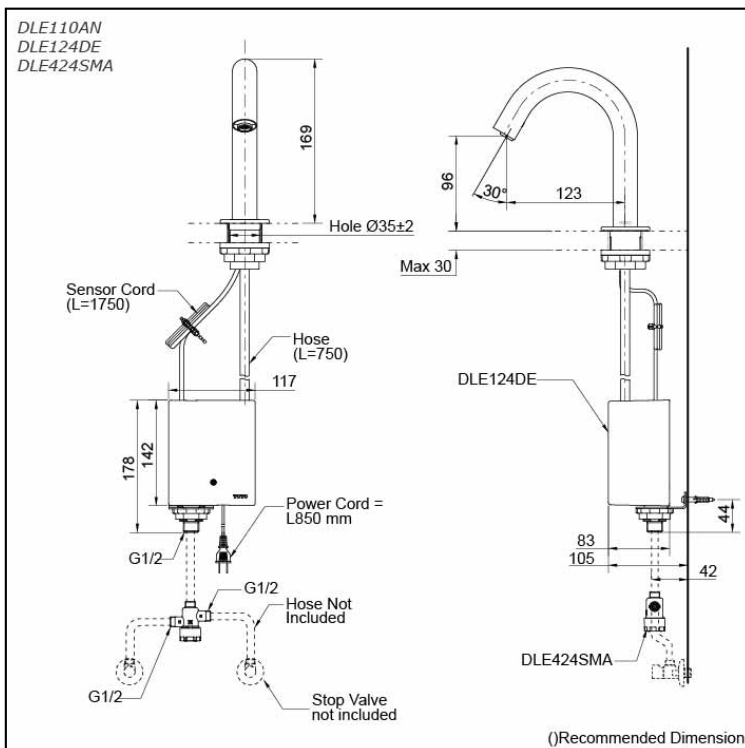 DLE110AN
DLE124DE
DLE424SMA
169
Hole Ø35±2
Sensor Cord
(L=1750)
Hose
(L=750)
117
178
142
TOTO
Power Cord =
L850 mm
G1/2
G1/2
Hose Not
Included
G1/2
Stop Valve
not included
96
30°
123
Max 30
DLE124DE
44
83
105
42
DLE424SMA
()Recommended Dimension